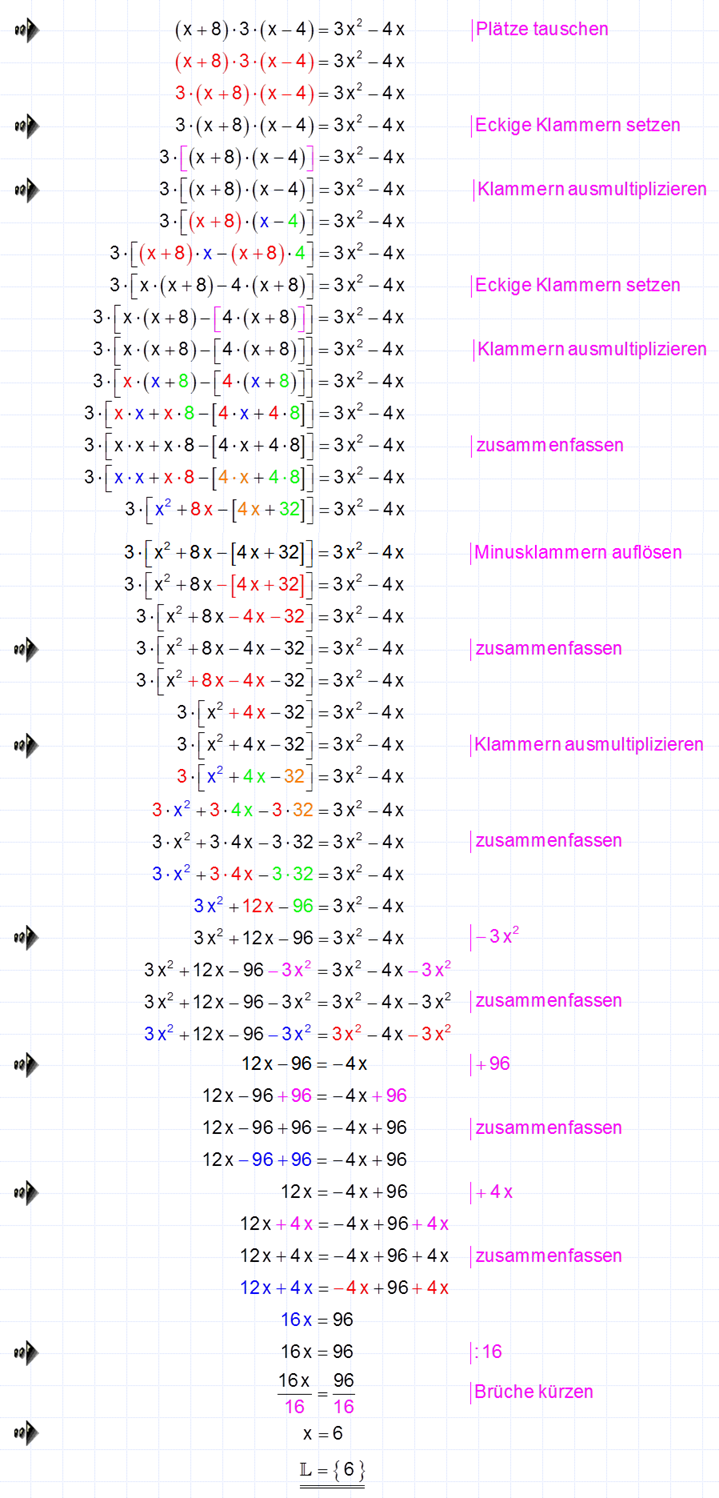 (x+8)·3·(x−4)=3x²−4x |Plätze tauschen
(x+8)·3·(x−4)=3x²−4x
3·(x+8)·(x−4)=3x²−4x
3·(x+8)·(x−4)=3x²−4x |Eckige Klammern setzen
3·[(x+8)·(x−4)]=3x²−4x
3·[(x+8)·(x−4)]=3x²−4x |Klammern ausmultiplizieren
3·[(x+8)·(x−4)]=3x²−4x
3·[(x+8)·x−(x+8)·4]=3x²−4x
3·[x·(x+8)−4·(x+8)]=3x²−4x |Eckige Klammern setzen
3·[x·(x+8)−[4·(x+8)]]=3x²−4x
3·[x·(x+8)−[4·(x+8)]]=3x²−4x |Klammern ausmultiplizieren
3·[x·(x+8)−[4·(x+8)]]=3x²−4x
3·[x·x+x·8−[4·x+4·8]]=3x²−4x
3·[x·x+x·8−[4·x+4·8]]=3x²−4x |zusammenfassen
3·[x·x+x·8−[4·x+4·8]]=3x²−4x
3·[x²+8x−[4x+32]]=3x²−4x
3·[x²+8x−[4x+32]]=3x²−4x |Minusklammern auflösen
3·[x²+8x−[4x+32]]=3x²−4x
3·[x²+8x−4x−32]=3x²−4x
3·[x²+8x−4x−32]=3x²−4x |zusammenfassen
3·[x²+8x−4x−32]=3x²−4x
3·[x²+4x−32]=3x²−4x
3·[x²+4x−32]=3x²−4x |Klammern ausmultiplizieren
3·[x²+4x−32]=3x²−4x
3·x²+3·4x−3·32=3x²−4x
3·x²+3·4x−3·32=3x²−4x |zusammenfassen
3·x²+3·4x−3·32=3x²−4x
3x²+12x−96=3x²−4x
3x²+12x−96=3x²−4x |−3x²
3x²+12x−96−3x²=3x²−4x−3x²
3x²+12x−96−3x²=3x²−4x−3x² |zusammenfassen
3x²+12x−96−3x²=3x²−4x−3x²
12x−96=−4x |+96
12x−96+96=−4x+96
12x−96+96=−4x+96 |zusammenfassen
12x−96+96=−4x+96
12x=−4x+96 |+4x
12x+4x=−4x+96+4x
12x+4x=−4x+96+4x |zusammenfassen
12x+4x=−4x+96+4x
16x=96
16x=96 |:16
16x/16=96/16 |Brüche kürzen
x=6
𝕃={6}